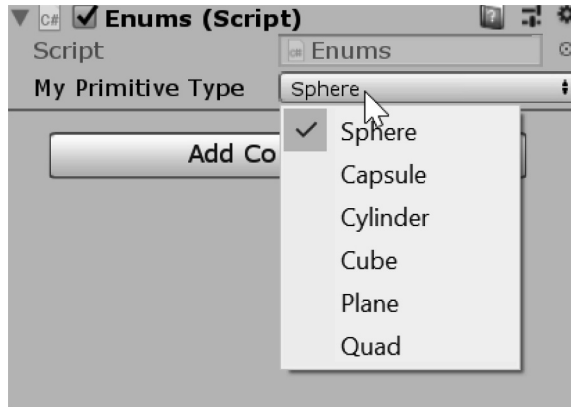 C# Enums (Script)
Script C# Enums
My Primitive Type Sphere
Sphere
Add Co
Capsule
Cylinder
Cube
Plane
Quad